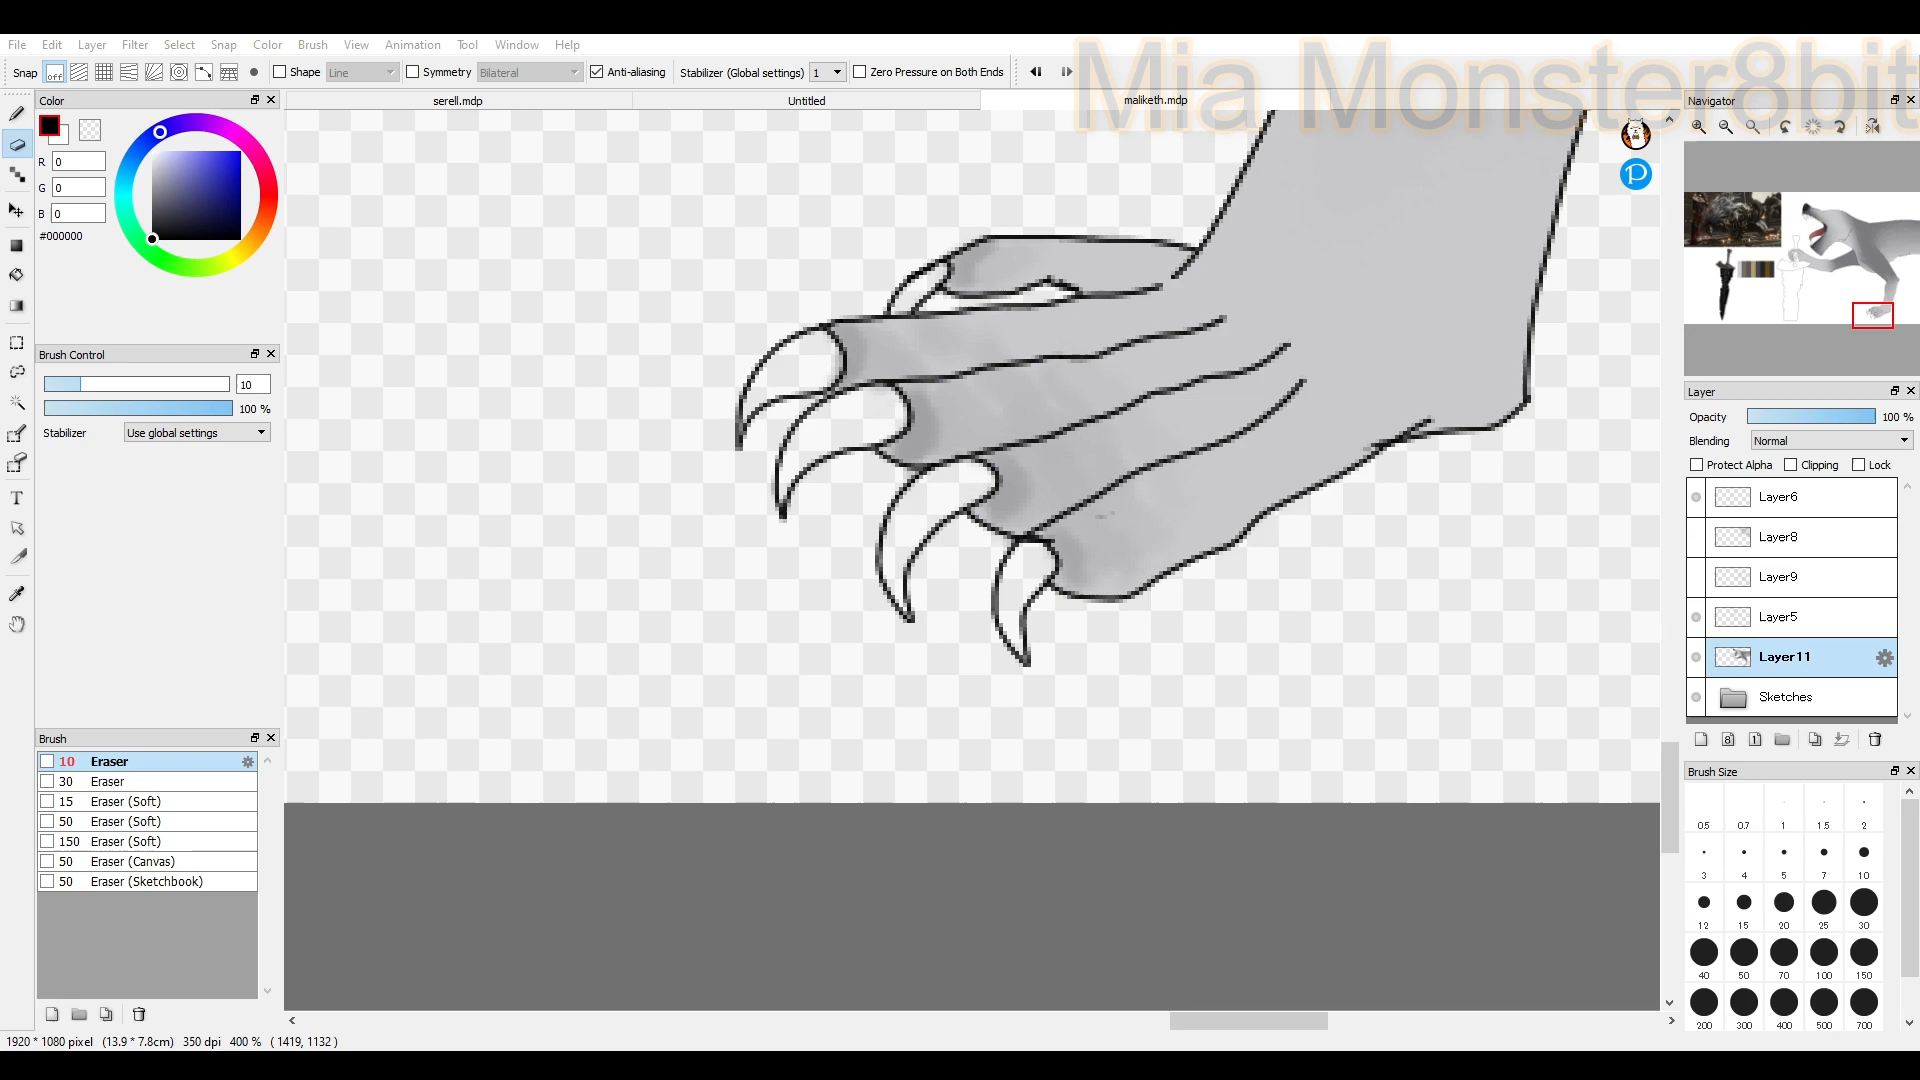 File Edit Layer Filter Select Snap Color Brush View Animation Tool Window Help
Mia Monster8bit
Snap off Shape Line Symmetry Bilateral Anti-aliasing Stabilizer (Global settings) 1 Zero Pressure on Both Ends
Color
serell.mdp Untitled maliketh.mdp
Navigator
R 0
G 0
B 0
#000000
Brush Control
10
100 %
Stabilizer Use global settings
Layer
Opacity 100 %
Blending Normal
Protect Alpha Clipping Lock
Layer6
Layer8
Layer9
Layer5
Layer11
Sketches
Brush
10 Eraser
30 Eraser
15 Eraser (Soft)
50 Eraser (Soft)
150 Eraser (Soft)
50 Eraser (Canvas)
50 Eraser (Sketchbook)
Brush Size
0.5 0.7 1 1.5 2
3 4 5 7 10
12 15 20 25 30
40 50 70 100 150
200 300 400 500 700
1920 * 1080 pixel (13.9 * 7.8cm) 350 dpi 400 % ( 1419, 1132 )